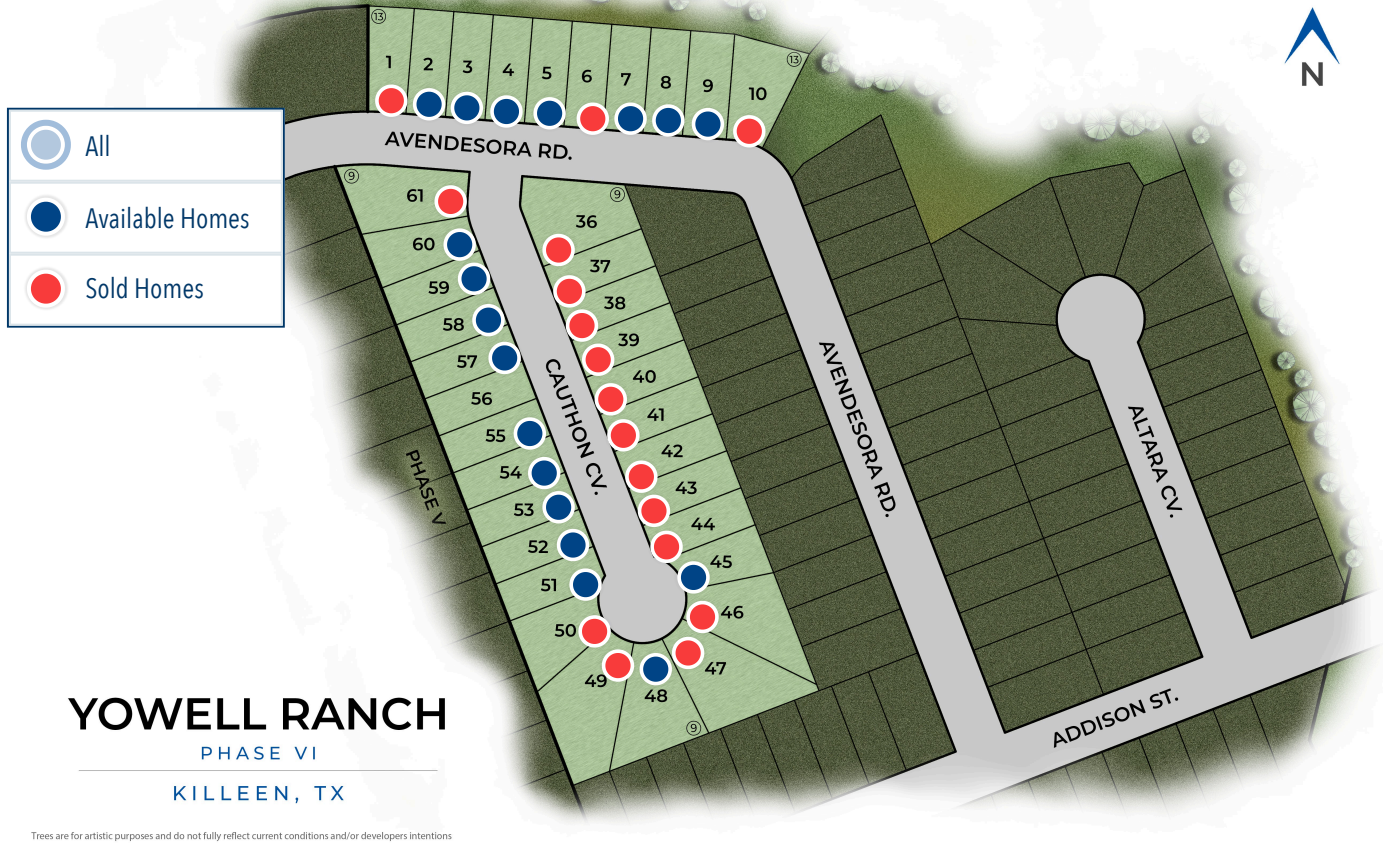 13
13
1
2
3
4
5
6
7
8
9
10
N
All
Available Homes
Sold Homes
AVENDESORA RD.
9
9
61
36
60
37
59
38
58
39
57
40
56
41
55
42
54
43
53
44
52
45
51
46
50
47
49
48
9
CAUTHON CV.
PHASE V
AVENDESORA RD.
ALTARA CV.
ADDISON ST.
YOWELL RANCH
PHASE VI
KILLEEN, TX
Trees are for artistic purposes and do not fully reflect current conditions and/or developers intentions